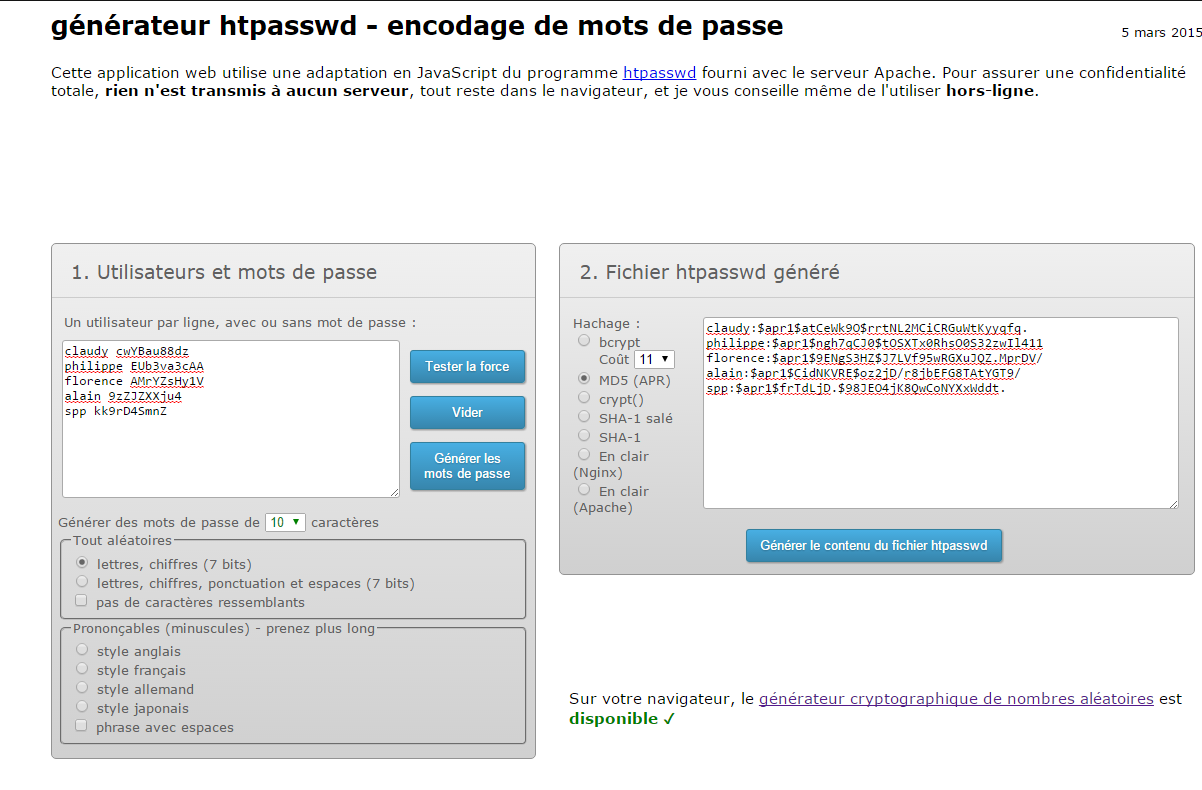 générateur htpasswd - encodage de mots de passe
5 mars 2015
Cette application web utilise une adaptation en JavaScript du programme htpasswd fourni avec le serveur Apache. Pour assurer une confidentialité
totale, rien n'est transmis à aucun serveur, tout reste dans le navigateur, et je vous conseille même de l'utiliser hors-ligne.
1. Utilisateurs et mots de passe
Un utilisateur par ligne, avec ou sans mot de passe :
claudy cwYBau88dz
philippe EUb3va3cAA
florence AMrYZsHy1V
alain 9zZJZXXju4
spp kk9rD4SmnZ
Tester la force
Vider
Générer les
mots de passe
Générer des mots de passe de 10 caractères
Tout aléatoires
lettres, chiffres (7 bits)
lettres, chiffres, ponctuation et espaces (7 bits)
pas de caractères ressemblants
Prononçables (minuscules) - prenez plus long
style anglais
style français
style allemand
style japonais
phrase avec espaces
2. Fichier htpasswd généré
Hachage :
bcrypt
Coût 11
MD5 (APR)
crypt()
SHA-1 salé
SHA-1
En clair
(Nginx)
En clair
(Apache)
claudy:$apr1$atCeWk9O$rrtNL2MCiCRGuWtKyyqfq.
philippe:$apr1$ngh7qCJ0$tOSXTx0RhsO0S32zwIl411
florence:$apr1$9ENgS3HZ$J7LVf95wRGXuJQZ.MprDV/
alain:$apr1$CidNKVRE$oz2jD/r8jbEFG8TAtYGT9/
spp:$apr1$frTdLjD.$98JEO4jK8QwCoNYXxWddt.
Générer le contenu du fichier htpasswd
Sur votre navigateur, le générateur cryptographique de nombres aléatoires est
disponible ✓